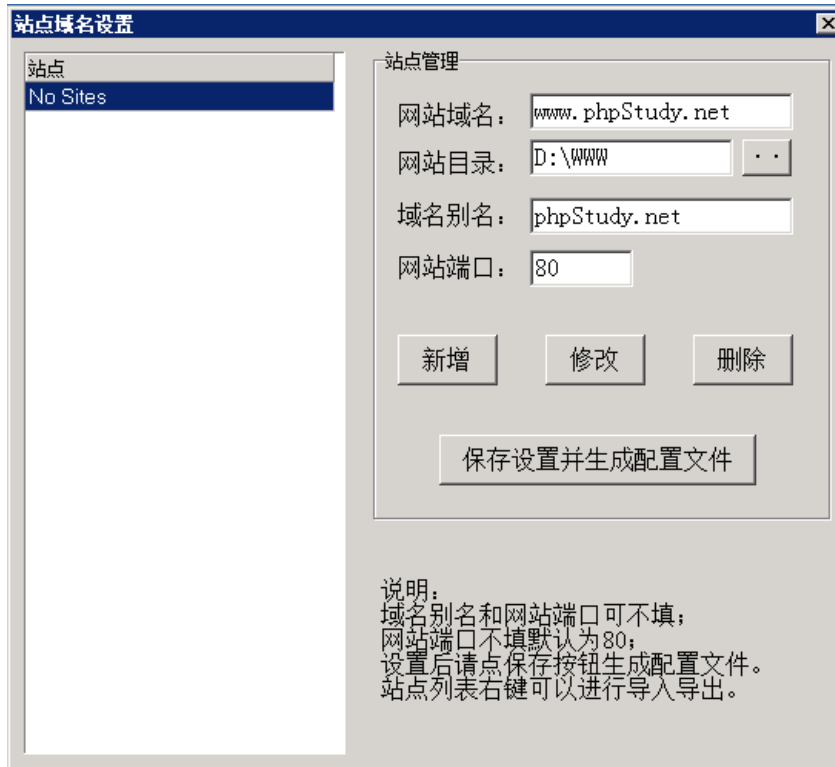 站点域名设置
站点
No Sites
站点管理
网站域名：
www.phpStudy.net
网站目录：
D:\WWW
..
域名别名：
phpStudy.net
网站端口：
80
新增
修改
删除
保存设置并生成配置文件
说明：
域名别名和网站端口可不填；
网站端口不填默认为80；
设置后请点保存按钮生成配置文件。
站点列表右键可以进行导入导出。